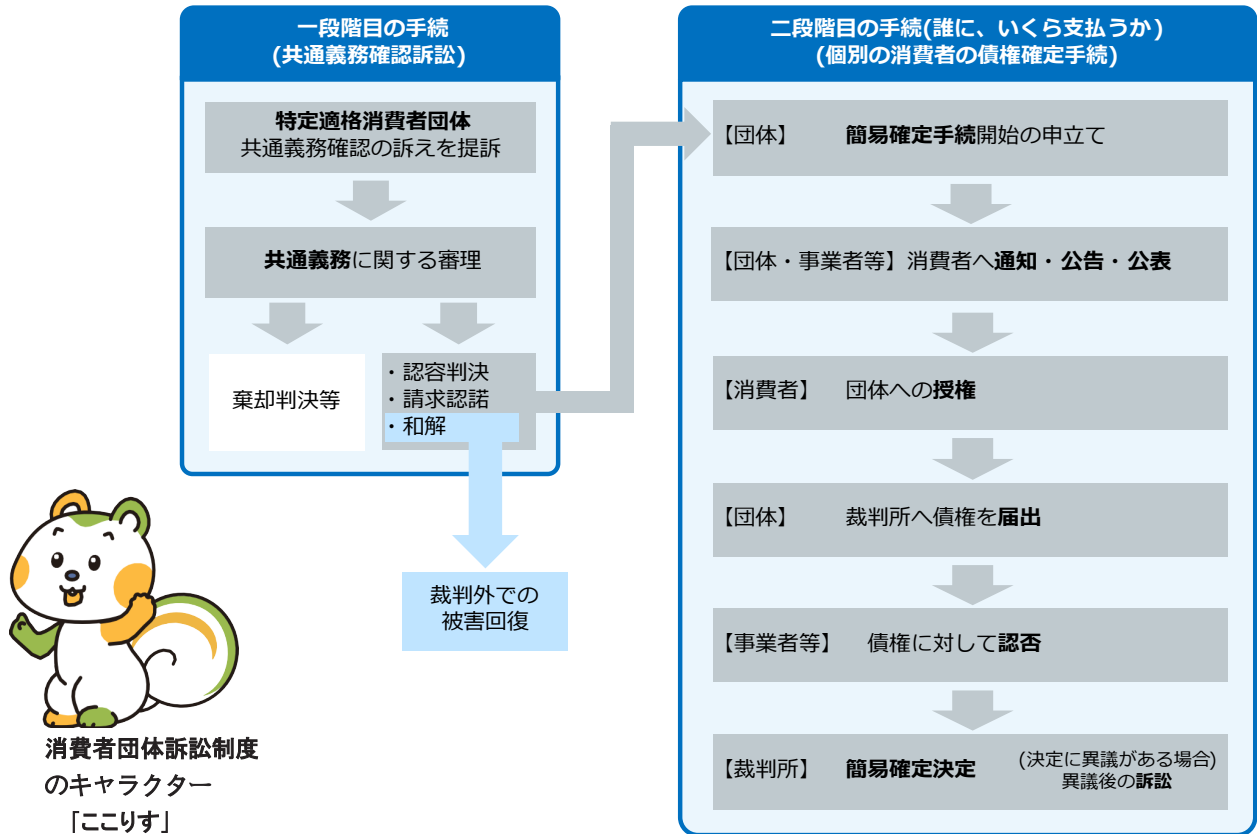 一段階目の手続
(共通義務確認訴訟)
特定適格消費者団体
共通義務確認の訴えを提訴
共通義務に関する審理
棄却判決等
・認容判決
・請求認諾
・和解
裁判外での
被害回復
消費者団体訴訟制度
のキャラクター
「ここりす」
二段階目の手続(誰に、いくら支払うか)
(個別の消費者の債権確定手続)
【団体】 簡易確定手続開始の申立て
【団体・事業者等】消費者へ通知・公告・公表
【消費者】 団体への授権
【団体】 裁判所へ債権を届出
【事業者等】 債権に対して認否
【裁判所】 簡易確定決定
(決定に異議がある場合)
異議後の訴訟